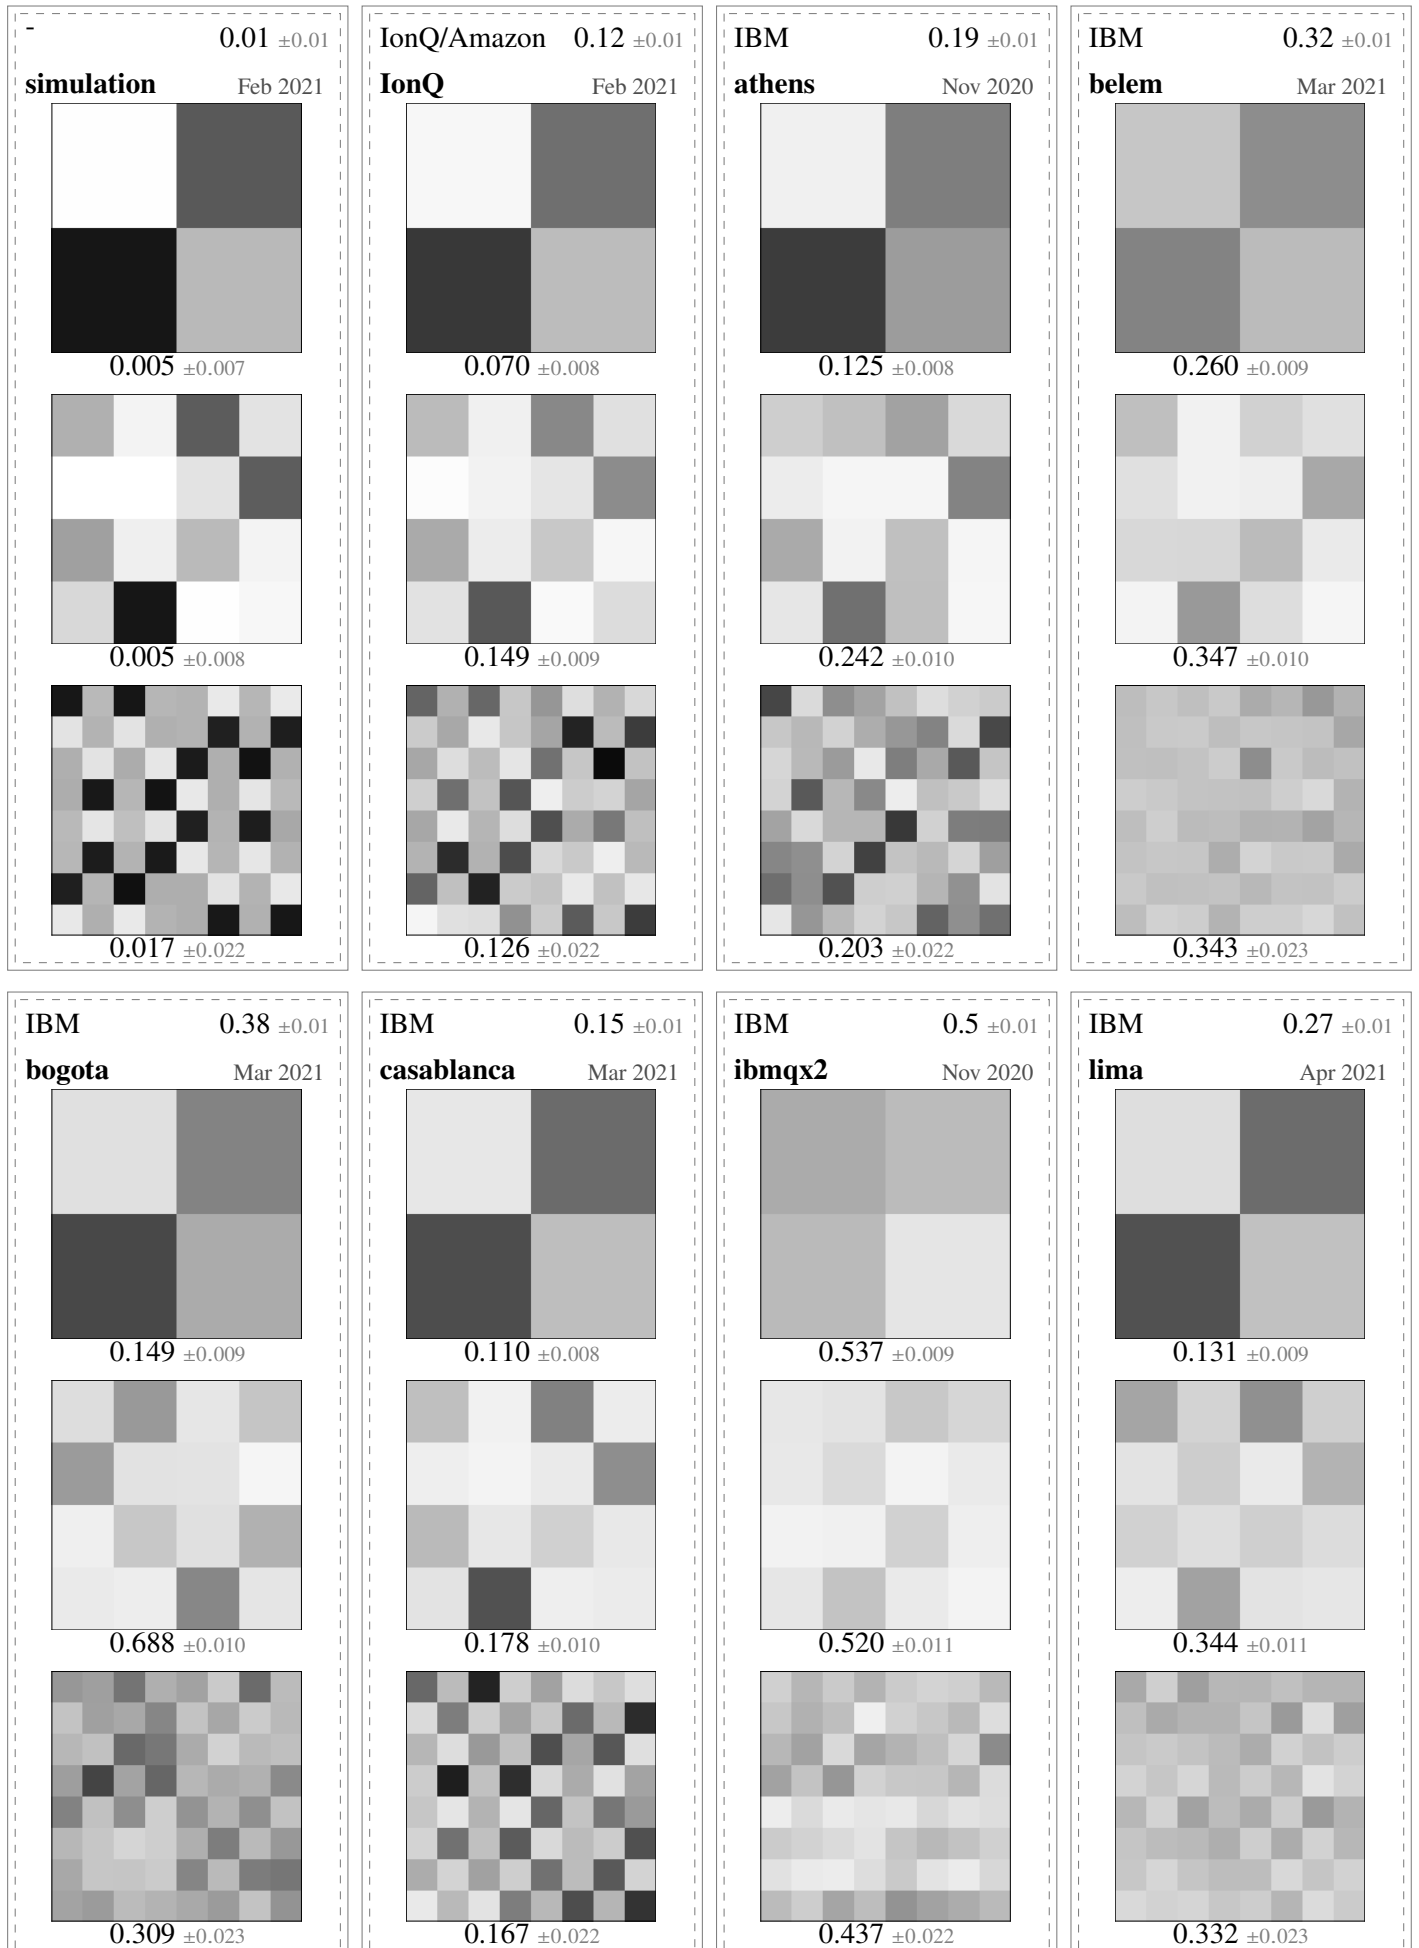 - 0.01 ±0.01
simulation Feb 2021
0.005 ±0.007
0.005 ±0.008
0.017 ±0.022
IonQ/Amazon 0.12 ±0.01
IonQ Feb 2021
0.070 ±0.008
0.149 ±0.009
0.126 ±0.022
IBM 0.19 ±0.01
athens Nov 2020
0.125 ±0.008
0.242 ±0.010
0.203 ±0.022
IBM 0.32 ±0.01
belem Mar 2021
0.260 ±0.009
0.347 ±0.010
0.343 ±0.023
IBM 0.38 ±0.01
bogota Mar 2021
0.149 ±0.009
0.688 ±0.010
0.309 ±0.023
IBM 0.15 ±0.01
casablanca Mar 2021
0.110 ±0.008
0.178 ±0.010
0.167 ±0.022
IBM 0.5 ±0.01
ibmqx2 Nov 2020
0.537 ±0.009
0.520 ±0.011
0.437 ±0.022
IBM 0.27 ±0.01
lima Apr 2021
0.131 ±0.009
0.344 ±0.011
0.332 ±0.023